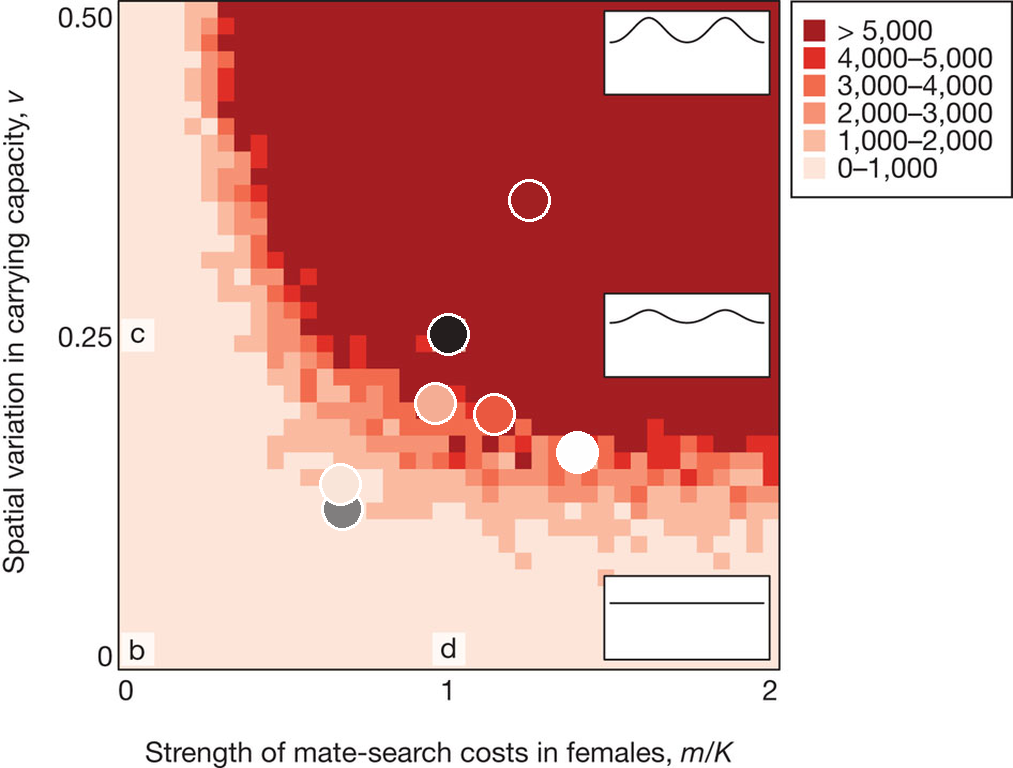 0.50
> 5,000
4,000–5,000
3,000–4,000
2,000–3,000
1,000–2,000
0–1,000
Spatial variation in carrying capacity, v
0.25
c
0
b
d
0
1
2
Strength of mate-search costs in females, m/K